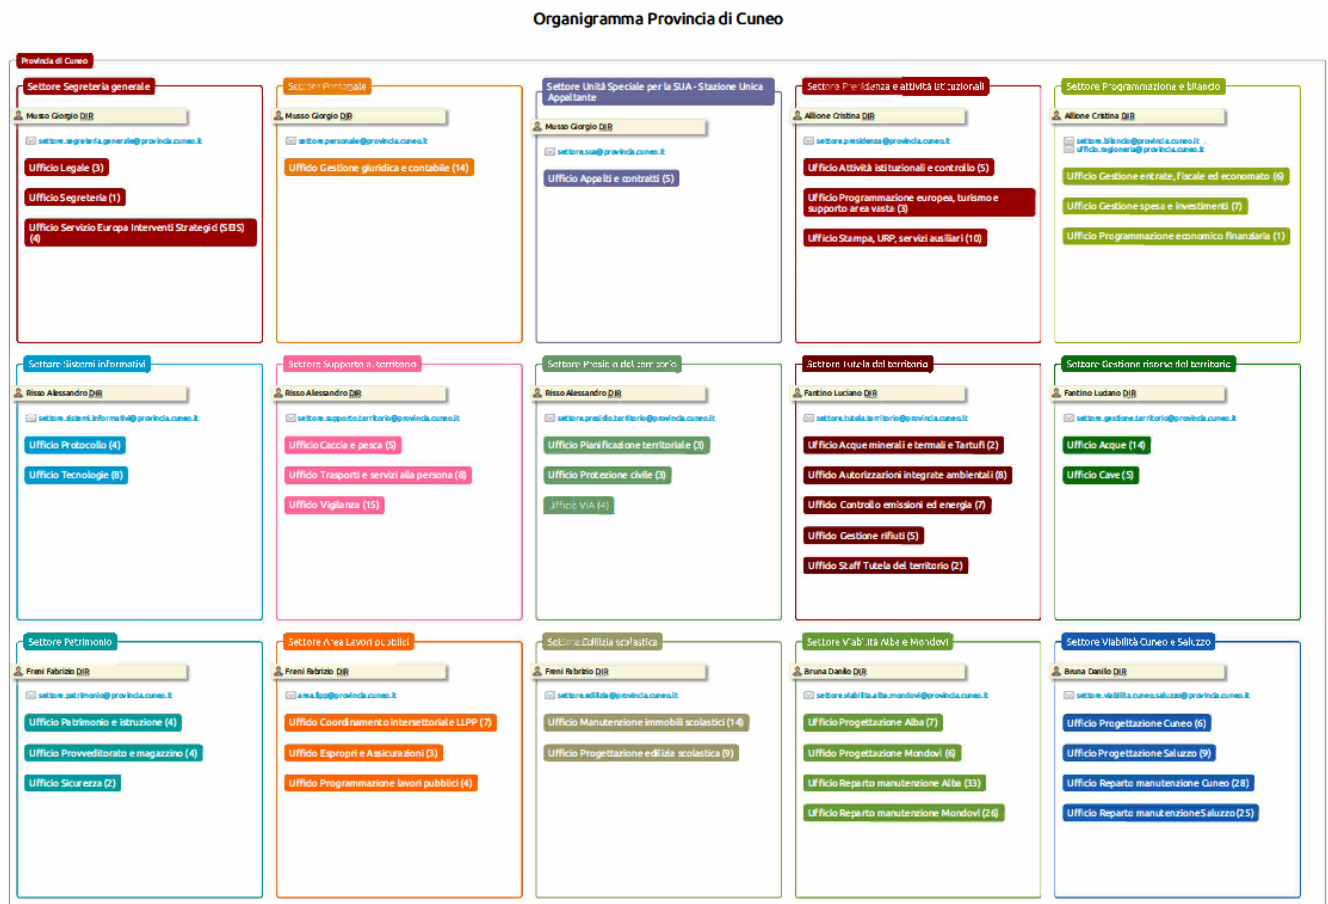 Organigramma Provincia di Cuneo
Provincia di Cuneo
Settore Segreteria generale
Musso Giorgio DIR
settore.segreteria.generale@provincia.cuneo.it
Ufficio Legale (3)
Ufficio Segreteria (1)
Ufficio Servizio Europa Interventi Strategici (SEIS)
(4)
Settore Personale
Musso Giorgio DIR
settore.personale@provincia.cuneo.it
Ufficio Gestione giuridica e contabile (14)
Settore Unità Speciale per la SUA - Stazione Unica
Appaltante
Musso Giorgio DIR
settore.sua@provincia.cuneo.it
Ufficio Appalti e contratti (5)
Settore Presidenza e attività istituzionali
Allione Cristina DIR
settore.presidenza@provincia.cuneo.it
Ufficio Attività istituzionali e controllo (5)
Ufficio Programmazione europea, turismo e
supporto area vasta (3)
Ufficio Stampa, URP, servizi ausiliari (10)
Settore Programmazione e bilancio
Allione Cristina DIR
settore.bilancio@provincia.cuneo.it
ufficio.ragioneria@provincia.cuneo.it
Ufficio Gestione entrate, fiscale ed economato (6)
Ufficio Gestione spesa e investimenti (7)
Ufficio Programmazione economico finanziaria (1)
Settore Sistemi informativi
Risso Alessandro DIR
settore.sistemi.informativi@provincia.cuneo.it
Ufficio Protocollo (4)
Ufficio Tecnologie (8)
Settore Supporto al territorio
Risso Alessandro DIR
settore.supporto.territorio@provincia.cuneo.it
Ufficio Caccia e pesca (5)
Ufficio Trasporti e servizi alla persona (8)
Ufficio Vigilanza (15)
Settore Presidio del territorio
Risso Alessandro DIR
settore.presidio.territorio@provincia.cuneo.it
Ufficio Pianificazione territoriale (3)
Ufficio Protezione civile (3)
Ufficio VIA (4)
Settore Tutela del territorio
Fantino Luciano DIR
settore.tutela.territorio@provincia.cuneo.it
Ufficio Acque minerali e termali e Tartufi (2)
Ufficio Autorizzazioni integrate ambientali (8)
Ufficio Controllo emissioni ed energia (7)
Ufficio Gestione rifiuti (5)
Ufficio Staff Tutela del territorio (2)
Settore Gestione risorse del territorio
Fantino Luciano DIR
settore.gestione.territorio@provincia.cuneo.it
Ufficio Acque (14)
Ufficio Cave (5)
Settore Patrimonio
Freni Fabrizio DIR
settore.patrimonio@provincia.cuneo.it
Ufficio Patrimonio e istruzione (4)
Ufficio Provveditorato e magazzino (4)
Ufficio Sicurezza (2)
Settore Area Lavori pubblici
Freni Fabrizio DIR
area.llpp@provincia.cuneo.it
Ufficio Coordinamento intersettoriale LLPP (7)
Ufficio Espropri e Assicurazioni (3)
Ufficio Programmazione lavori pubblici (4)
Settore Edilizia scolastica
Freni Fabrizio DIR
settore.edilizia@provincia.cuneo.it
Ufficio Manutenzione immobili scolastici (14)
Ufficio Progettazione edilizia scolastica (9)
Settore Viabilità Alba e Mondovì
Bruna Danilo DIR
settore.viabilita.alba.mondovi@provincia.cuneo.it
Ufficio Progettazione Alba (7)
Ufficio Progettazione Mondovì (6)
Ufficio Reparto manutenzione Alba (33)
Ufficio Reparto manutenzione Mondovì (26)
Settore Viabilità Cuneo e Saluzzo
Bruna Danilo DIR
settore.viabilita.cuneo.saluzzo@provincia.cuneo.it
Ufficio Progettazione Cuneo (6)
Ufficio Progettazione Saluzzo (9)
Ufficio Reparto manutenzione Cuneo (28)
Ufficio Reparto manutenzione Saluzzo (25)